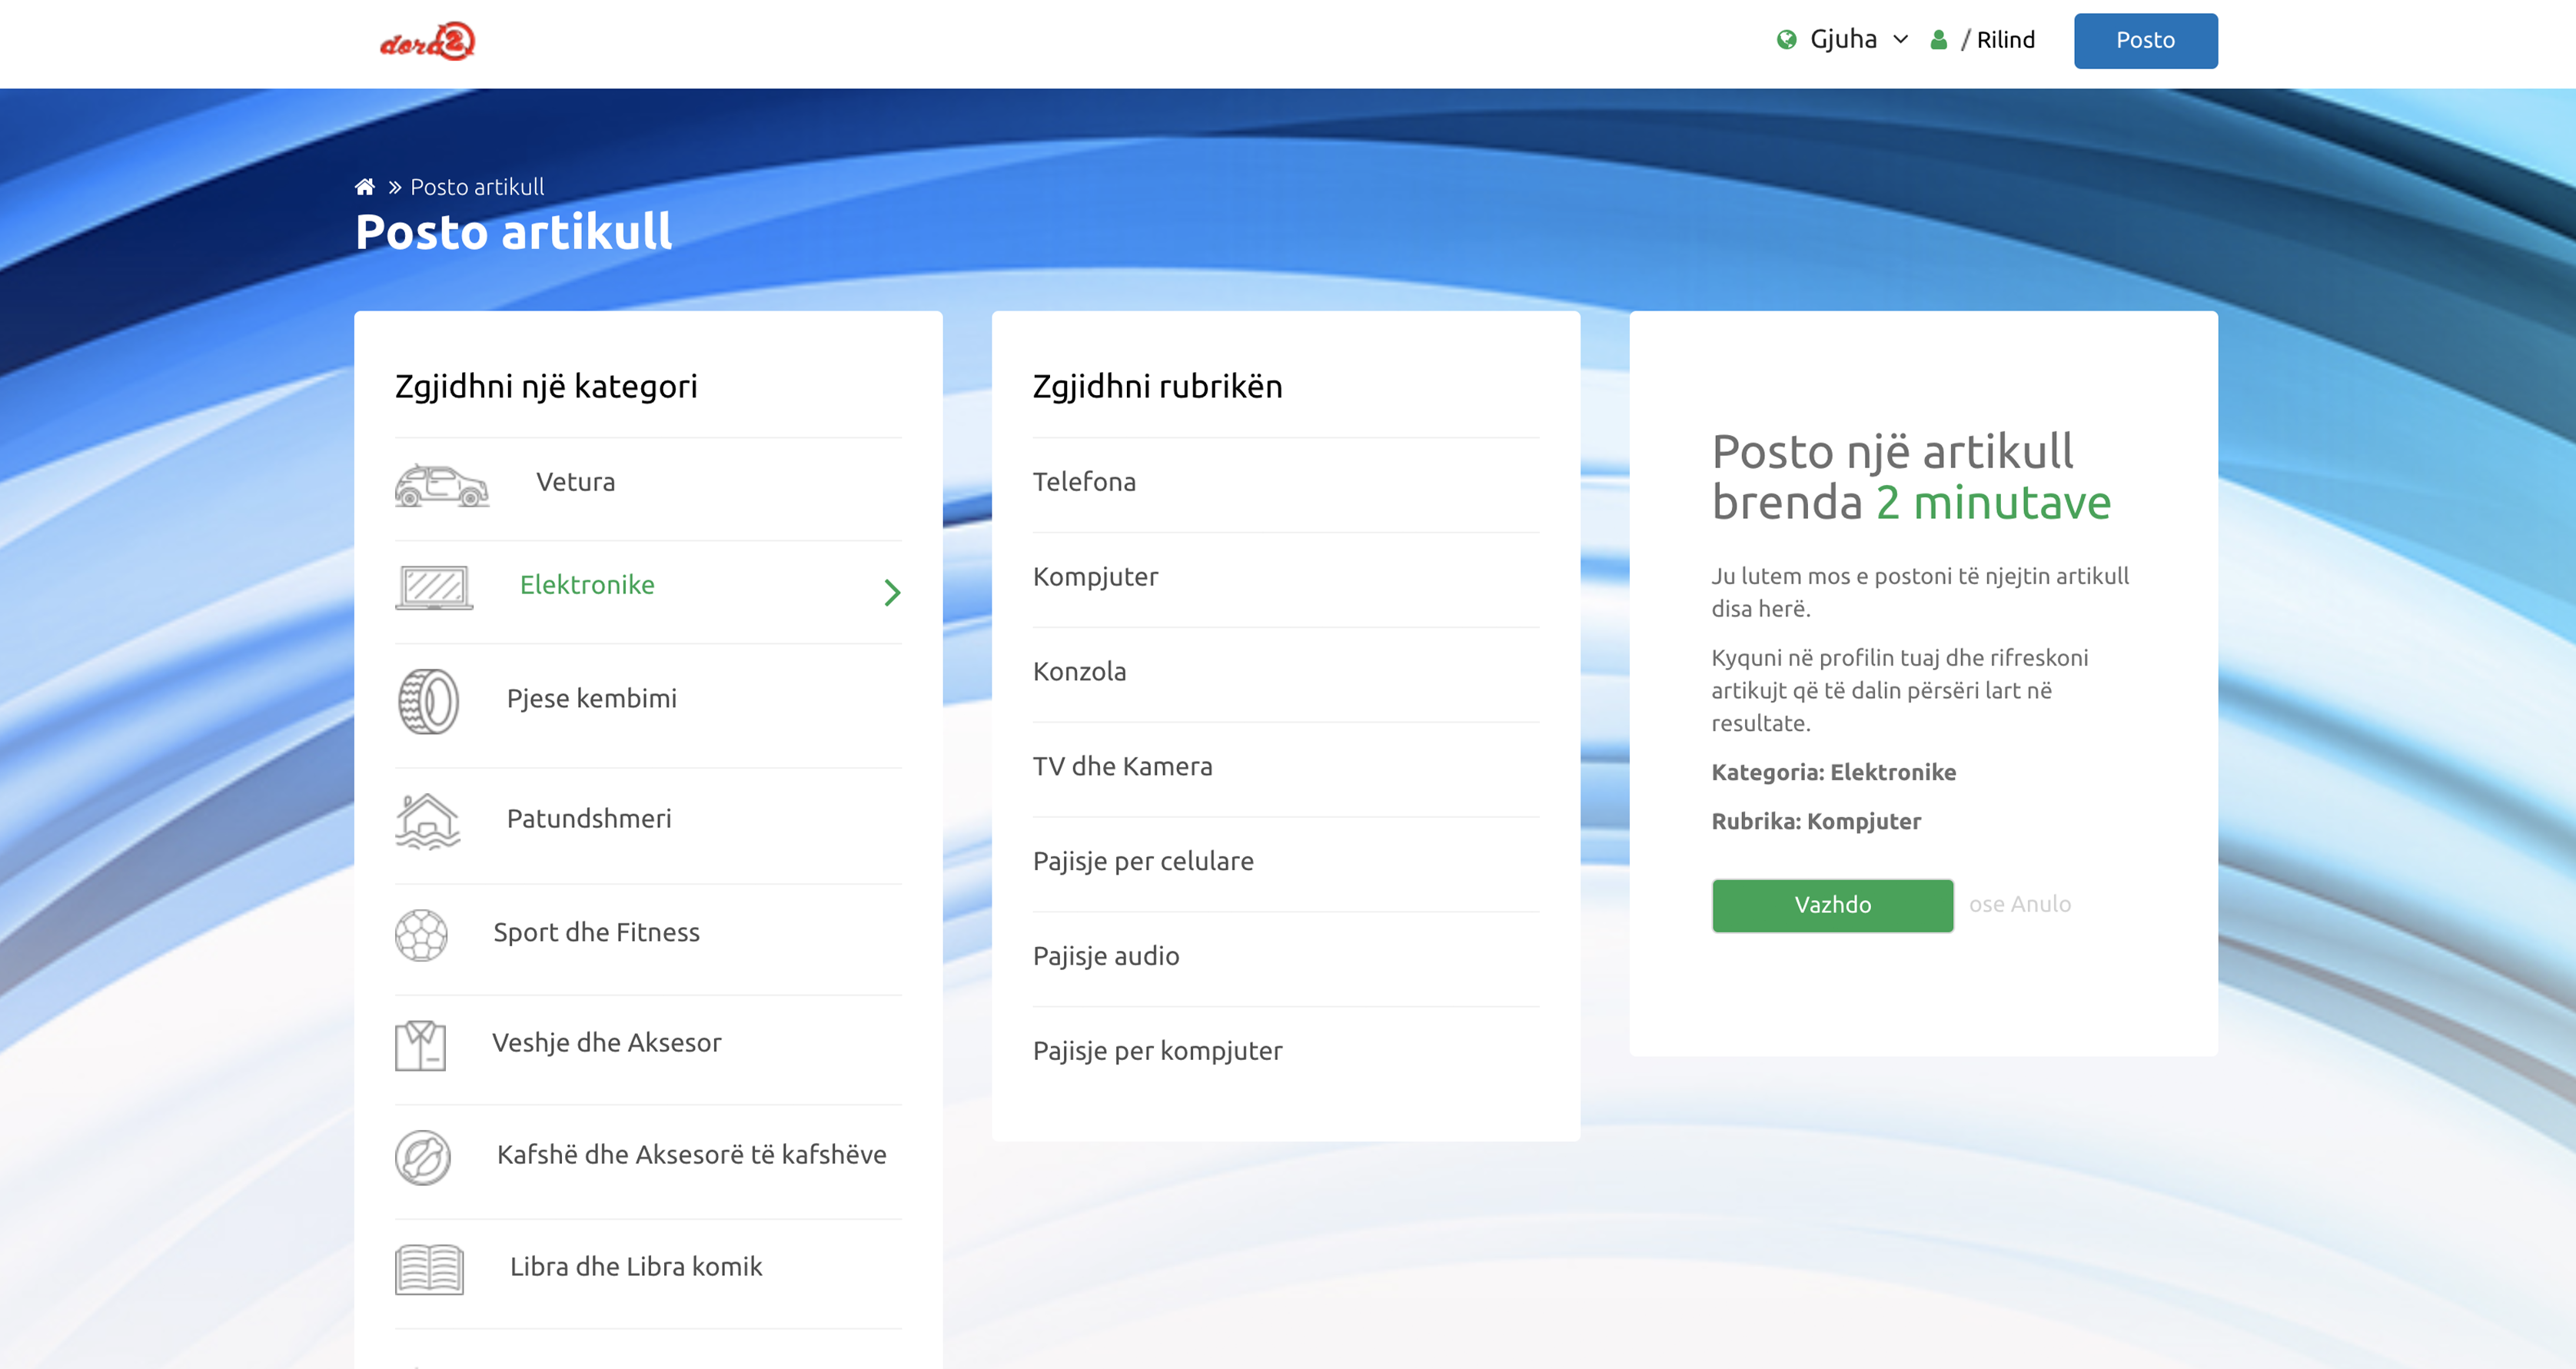 dora2
Gjuha
/ Rilind
Posto
Posto artikull
Posto artikull
Zgjidhni një kategori
Vetura
Elektronike
Pjese kembimi
Patundshmeri
Sport dhe Fitness
Veshje dhe Aksesor
Kafshë dhe Aksesorë të kafshëve
Libra dhe Libra komik
Zgjidhni rubrikën
Telefona
Kompjuter
Konzola
TV dhe Kamera
Pajisje per celulare
Pajisje audio
Pajisje per kompjuter
Posto një artikull
brenda 2 minutave
Ju lutem mos e postoni të njejtin artikull
disa herë.
Kyquni në profilin tuaj dhe rifreskoni
artikujt që të dalin përsëri lart në
resultate.
Kategoria: Elektronike
Rubrika: Kompjuter
Vazhdo
ose Anulo